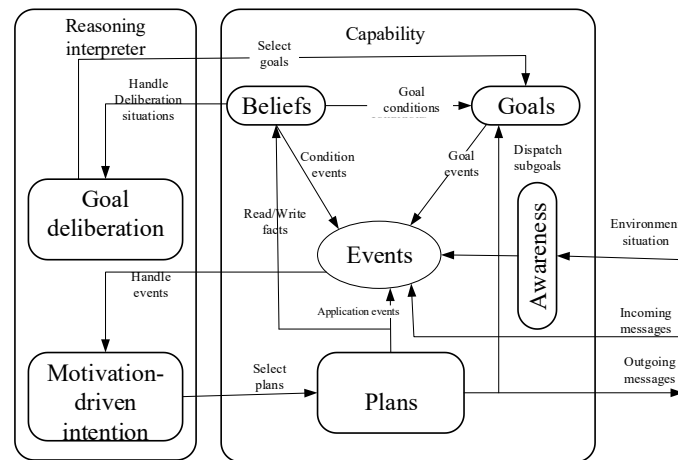 Reasoning
interpreter
Capability
Select
goals
Handle
Deliberation
situations
Beliefs
Goal
conditions
Goals
Condition
events
Goal
events
Dispatch
subgoals
Goal
deliberation
Read/Write
facts
Events
Awareness
Environment
situation
Handle
events
Application events
Incoming
messages
Motivation-
driven
intention
Select
plans
Plans
Outgoing
messages